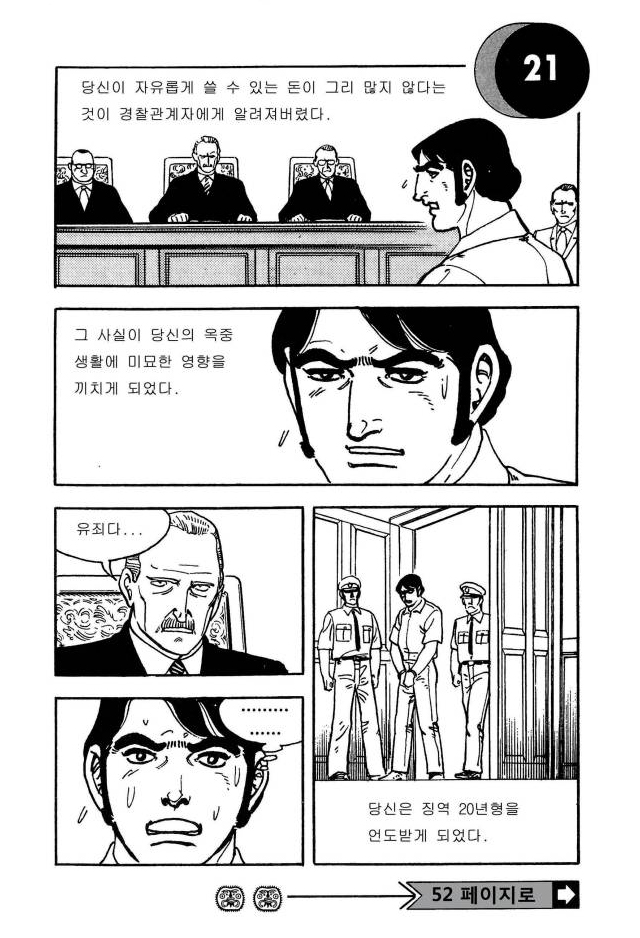 21
당신이 자유롭게 쓸 수 있는 돈이 그리 많지 않다는
것이 경찰관계자에게 알려져버렸다.
그 사실이 당신의 옥중
생활에 미묘한 영향을
끼치게 되었다.
유죄다...
..........
......
당신은 징역 20년형을
언도받게 되었다.
52 페이지로